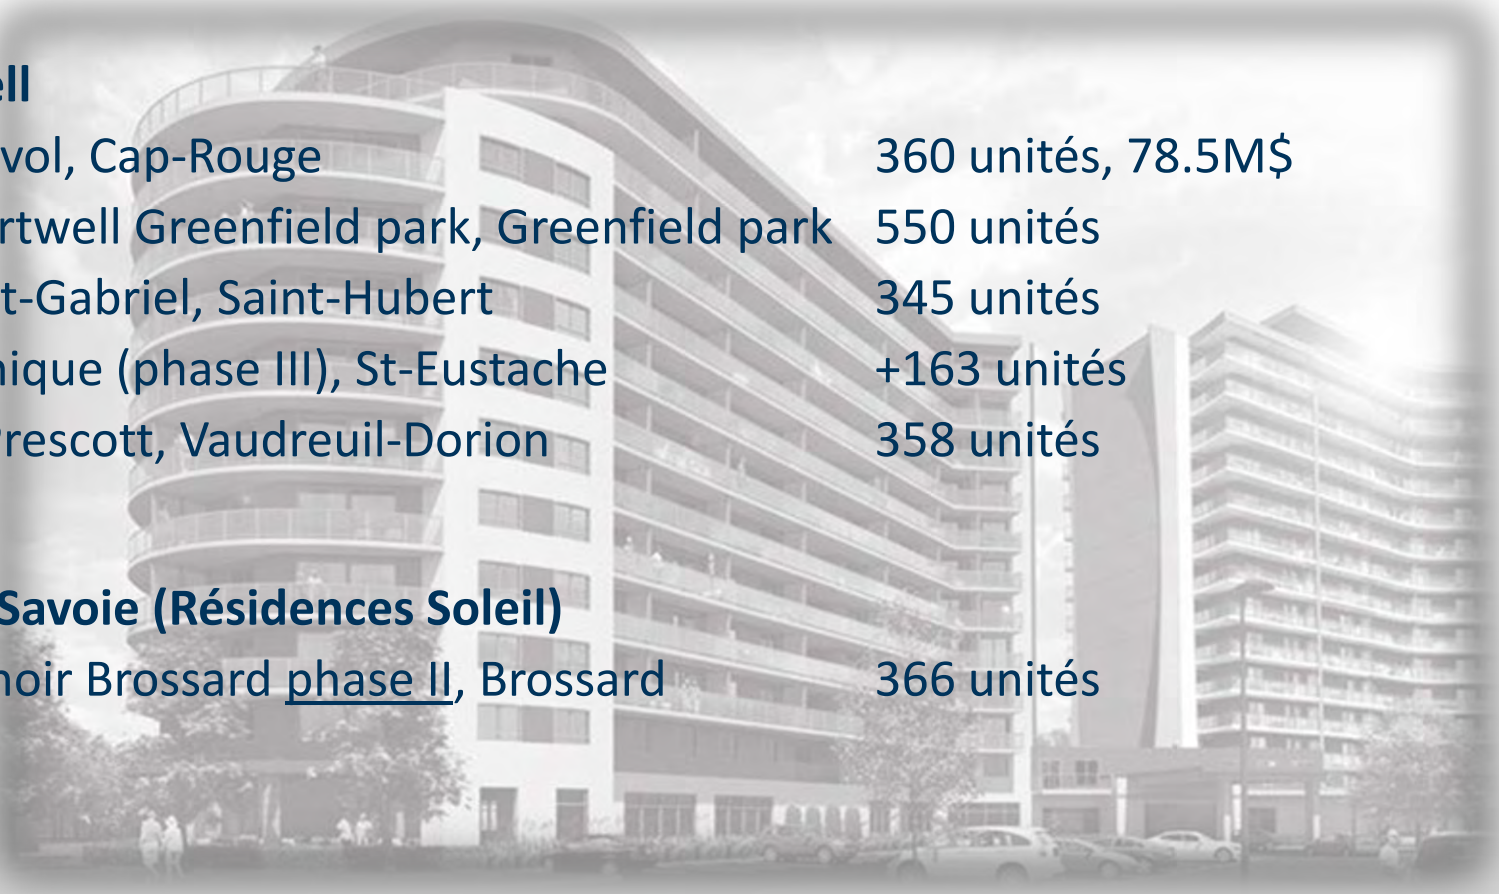 ell
vol, Cap-Rouge 360 unités, 78.5M$
rtwell Greenfield park, Greenfield park 550 unités
t-Gabriel, Saint-Hubert 345 unités
nique (phase III), St-Eustache +163 unités
Prescott, Vaudreuil-Dorion 358 unités
Savoie (Résidences Soleil)
noir Brossard phase II, Brossard 366 unités